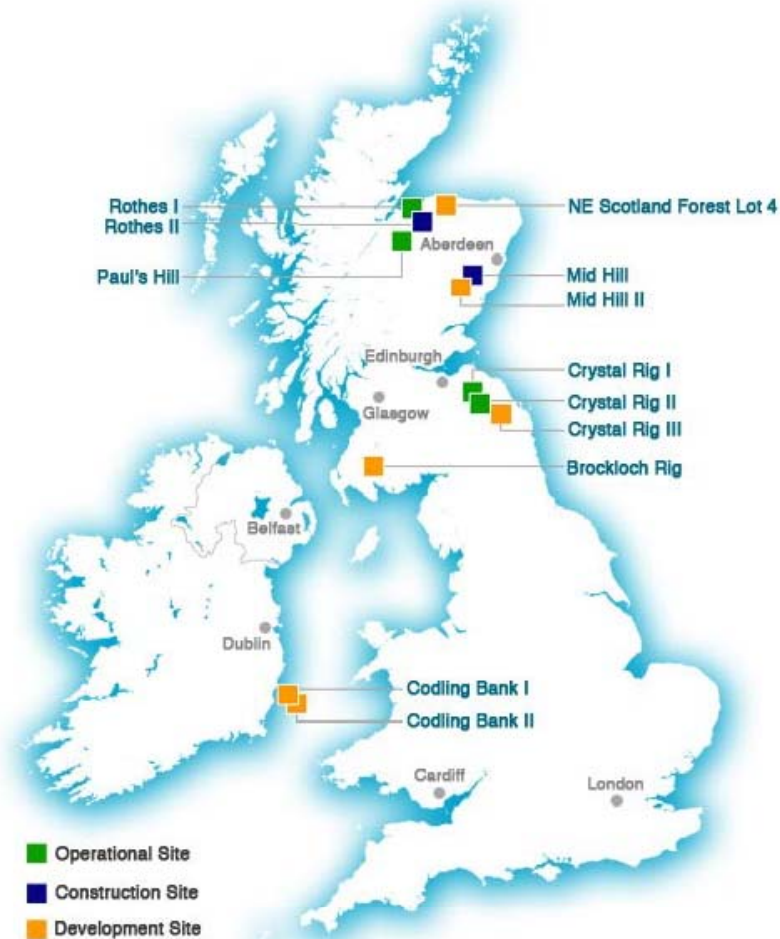 Rothes I
NE Scotland Forest Lot 4
Rothes II
Aberdeen
Paul's Hill
Mid Hill
Mid Hill II
Edinburgh
Crystal Rig I
Glasgow
Crystal Rig II
Crystal Rig III
Brockloch Rig
Belfast
Dublin
Codling Bank I
Codling Bank II
Cardiff
London
Operational Site
Construction Site
Development Site